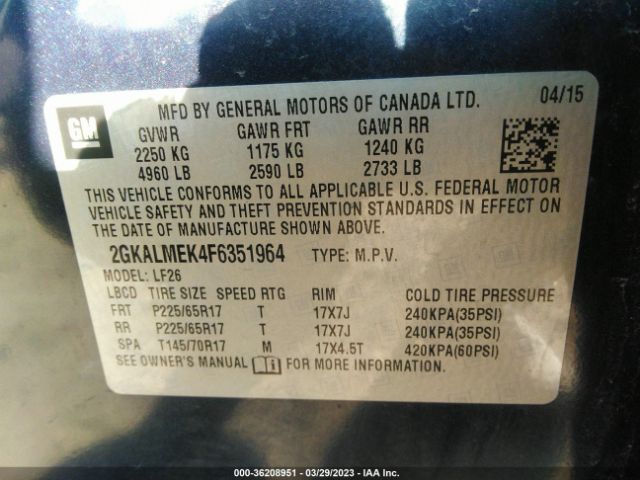 MFD BY GENERAL MOTORS OF CANADA LTD. 04/15
GM
GVWR GAWR FRT GAWR RR
2250 KG 1175 KG 1240 KG
4960 LB 2590 LB 2733 LB
THIS VEHICLE CONFORMS TO ALL APPLICABLE U.S. FEDERAL MOTOR
VEHICLE SAFETY AND THEFT PREVENTION STANDARDS IN EFFECT ON
THE DATE OF MANUFACTURE SHOWN ABOVE.
2GKALMEK4F6351964 TYPE: M.P.V.
MODEL: LF26
LBCD TIRE SIZE SPEED RTG RIM COLD TIRE PRESSURE
FRT P225/65R17 T 17X7J 240KPA(35PSI)
RR P225/65R17 T 17X7J 240KPA(35PSI)
SPA T145/70R17 M 17X4.5T 420KPA(60PSI)
SEE OWNER'S MANUAL FOR MORE INFORMATION.
000-36208951 | 03/29/2023 - IAA Inc.